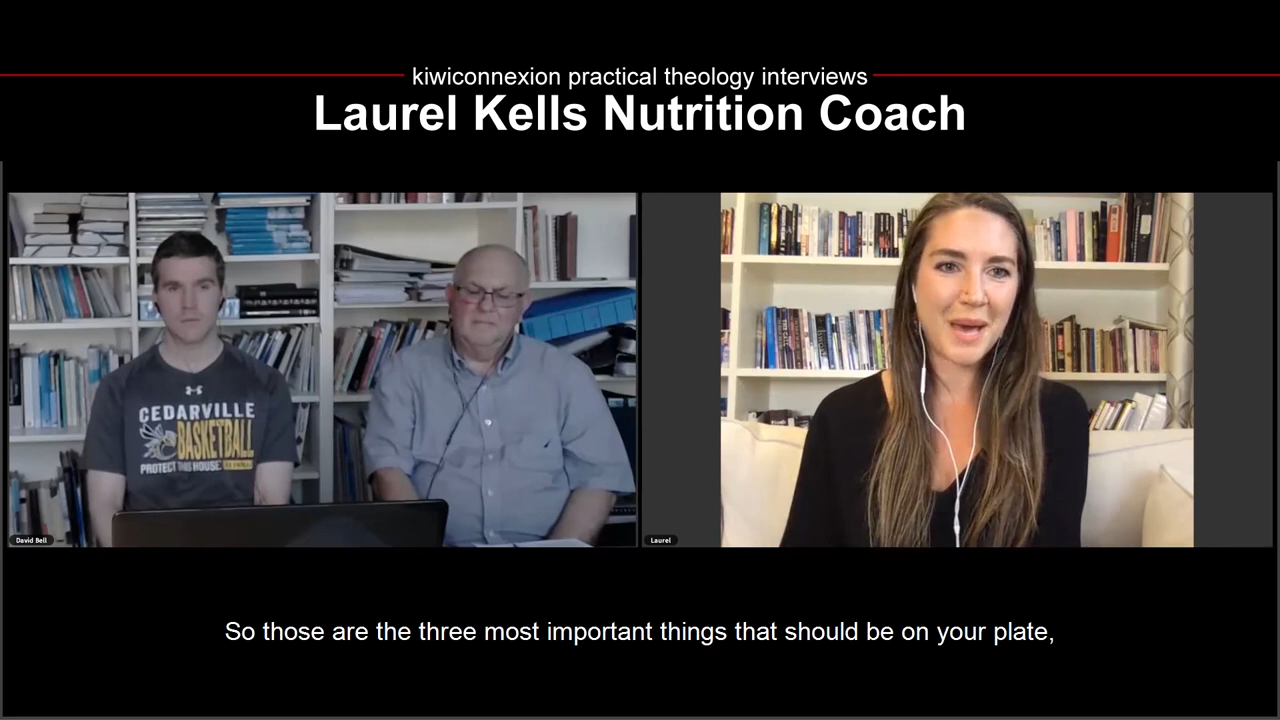 kiwiconnexion practical theology interviews
Laurel Kells Nutrition Coach
CEDARVILLE
BASKETBALL
PROTECT THIS HOUSE
David Bell
Laurel
So those are the three most important things that should be on your plate,